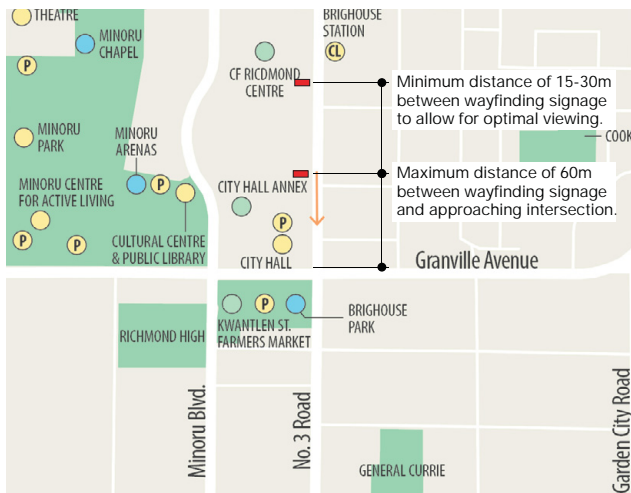 THEATRE
MINORU
CHAPEL
P
BRIGHOUSE
STATION
CL
CF RICDMOND
CENTRE
Minimum distance of 15-30m
between wayfinding signage
to allow for optimal viewing.
MINORU
PARK
MINORU
ARENAS
P
COOK
MINORU CENTRE
FOR ACTIVE LIVING
P
P
CULTURAL CENTRE
& PUBLIC LIBRARY
CITY HALL ANNEX
P
CITY HALL
Maximum distance of 60m
between wayfinding signage
and approaching intersection.
Granville Avenue
RICHMOND HIGH
P
KWANTLEN ST.
FARMERS MARKET
BRIGHOUSE
PARK
Minoru Blvd.
No. 3 Road
GENERAL CURRIE
Garden City Road